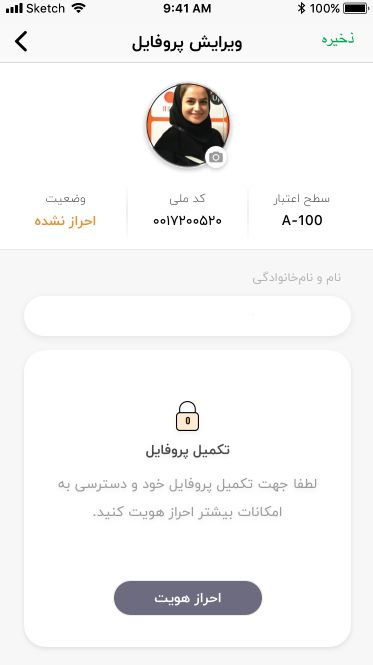 Sketch 9:41 AM 100%
ذخیره ویرایش پروفایل
سطح اعتبار کد ملی وضعیت
A-100 ۰۰۱۷۲۰۰۵۲۰ احراز نشده
نام و نام‌خانوادگی
0
تکمیل پروفایل
لطفا جهت تکمیل پروفایل خود و دسترسی به
امکانات بیشتر احراز هویت کنید.
احراز هویت